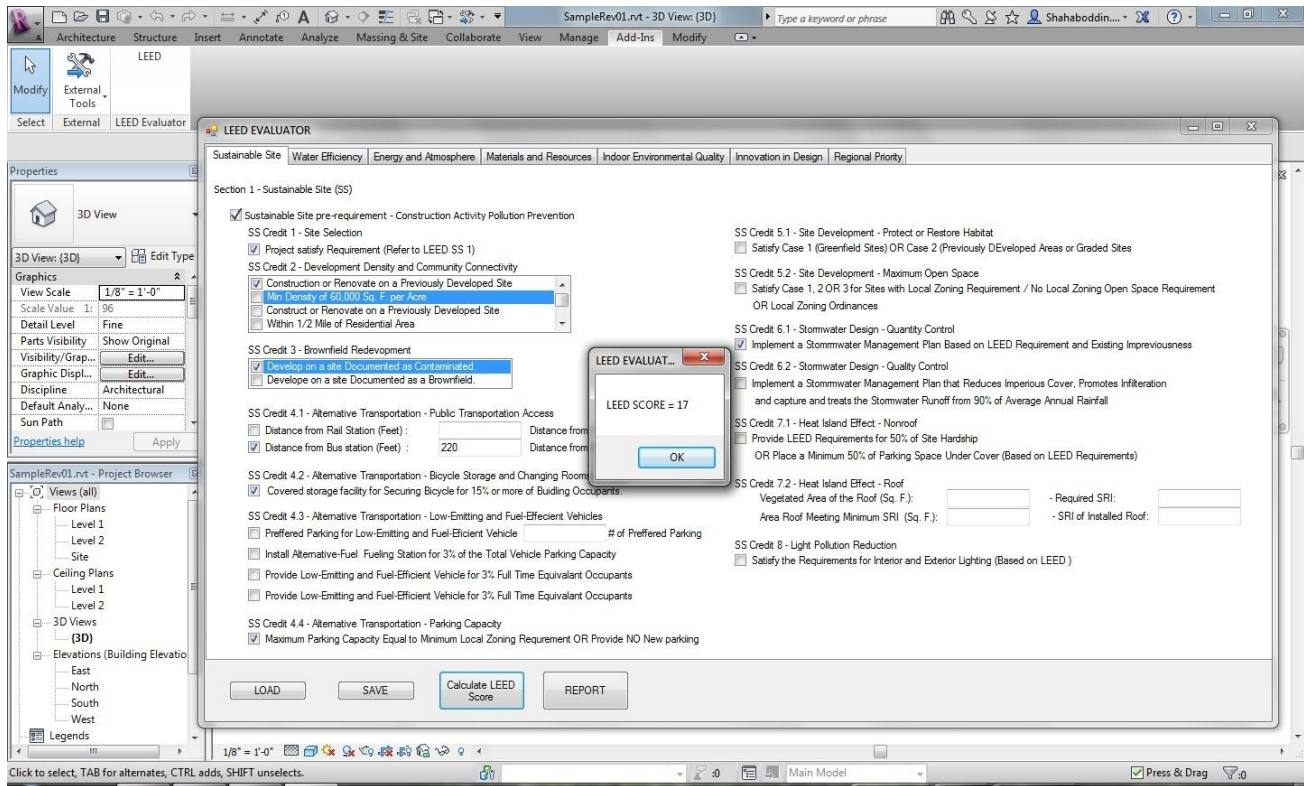 SampleRev01.rvt - 3D View: {3D}
Type a keyword or phrase
Shahaboddin....
Architecture Structure Insert Annotate Analyze Massing & Site Collaborate View Manage Add-Ins Modify
Modify
External Tools
LEED
Select External LEED Evaluator
Properties
3D View
3D View: {3D}
Edit Type
Graphics
View Scale 1/8" = 1'-0"
Scale Value 1: 96
Detail Level Fine
Parts Visibility Show Original
Visibility/Grap... Edit...
Graphic Displ... Edit...
Discipline Architectural
Default Analy... None
Sun Path
Properties help
Apply
SampleRev01.rvt - Project Browser
Views (all)
Floor Plans
Level 1
Level 2
Site
Ceiling Plans
Level 1
Level 2
3D Views
{3D}
Elevations (Building Elevatio
East
North
South
West
Legends
LEED EVALUATOR
Sustainable Site Water Efficiency Energy and Atmosphere Materials and Resources Indoor Environmental Quality Innovation in Design Regional Priority
Section 1 - Sustainable Site (SS)
Sustainable Site pre-requirement - Construction Activity Pollution Prevention
SS Credit 1 - Site Selection
Project satisfy Requirement (Refer to LEED SS 1)
SS Credit 2 - Development Density and Community Connectivity
Construction or Renovate on a Previously Developed Site
Min Density of 60,000 Sq. F. per Acre
Construct or Renovate on a Previously Developed Site
Within 1/2 Mile of Residential Area
SS Credit 3 - Brownfield Redevopment
Develop on a site Documented as Contaminated.
Develope on a site Documented as a Brownfield.
SS Credit 4.1 - Alternative Transportation - Public Transportation Access
Distance from Rail Station (Feet) :
Distance from
Distance from Bus station (Feet) : 220
Distance from
SS Credit 4.2 - Alternative Transportation - Bicycle Storage and Changing Rooms
Covered storage facility for Securing Bicycle for 15% or more of Buidling Occupants.
SS Credit 4.3 - Alternative Transportation - Low-Emitting and Fuel-Effecient Vehicles
Preffered Parking for Low-Emitting and Fuel-Eficient Vehicle
# of Preffered Parking
Install Alternative-Fuel Fueling Station for 3% of the Total Vehicle Parking Capacity
Provide Low-Emitting and Fuel-Efficient Vehicle for 3% Full Time Equivalant Occupants
Provide Low-Emitting and Fuel-Efficient Vehicle for 3% Full Time Equivalant Occupants
SS Credit 4.4 - Alternative Transportation - Parking Capacity
Maximum Parking Capacity Equal to Minimum Local Zoning Requrement OR Provide NO New parkiing
SS Credit 5.1 - Site Development - Protect or Restore Habitat
Satisfy Case 1 (Greenfield Sites) OR Case 2 (Previously DEveloped Areas or Graded Sites
SS Credit 5.2 - Site Development - Maximum Open Space
Satisfy Case 1, 2 OR 3 for Sites with Local Zoning Requirement / No Local Zoning Open Space Requirement
OR Local Zoning Ordinances
SS Credit 6.1 - Stormwater Design - Quantity Control
Implement a Stommwater Management Plan Based on LEED Requirement and Existing Impreviousness
SS Credit 6.2 - Stormwater Design - Quality Control
Implement a Stommwater Management Plan that Reduces Imperious Cover, Promotes Infilteration
and capture and treats the Stomwater Runoff from 90% of Average Annual Rainfall
SS Credit 7.1 - Heat Island Effect - Nonroof
Provide LEED Requirements for 50% of Site Hardship
OR Place a Minimum 50% of Parking Space Under Cover (Based on LEED Requirements)
SS Credit 7.2 - Heat Island Effect - Roof
Vegetated Area of the Roof (Sq. F.):
- Required SRI:
Area Roof Meeting Minimum SRI (Sq. F.):
- SRI of Installed Roof:
SS Credit 8 - Light Pollution Reduction
Satisfy the Requirements for Interior and Exterior Lighting (Based on LEED )
LEED EVALUAT...
LEED SCORE = 17
OK
LOAD
SAVE
Calculate LEED Score
REPORT
1/8" = 1'-0"
Click to select, TAB for alternates, CTRL adds, SHIFT unselects.
:0
Main Model
Press & Drag
:0